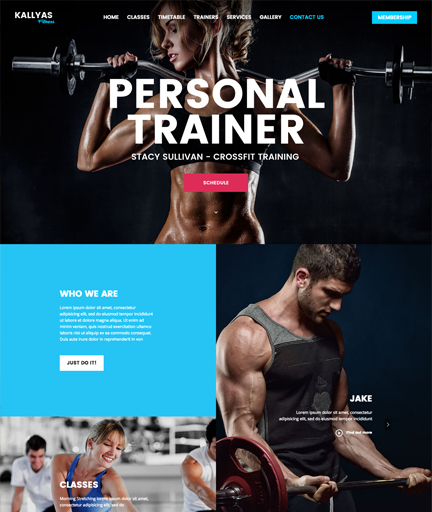 KALLYAS
Fitness
HOME CLASSES TIMETABLE TRAINERS SERVICES GALLERY CONTACT US
MEMBERSHIP
PERSONAL
TRAINER
STACY SULLIVAN - CROSSFIT TRAINING
SCHEDULE
WHO WE ARE
Lorem ipsum dolor sit amet, consectetur
adipisicing elit, sed do eiusmod tempor incididunt
ut labore et dolore magna aliqua. Ut enim ad
minim veniam, quis nostrud exercitation ullamco
laboris nisi ut aliquip ex ea commodo consequat.
Duis aute irure dolor in reprehenderit in von
JUST DO IT!
JAKE
Lorem ipsum dolor sit amet, consectetur
adipisicing elit, sed do eiusmod
Find out more
CLASSES
Morning Stretching lorem ipsum dolor sit amet,
consectetur adipisicing elit, sed do